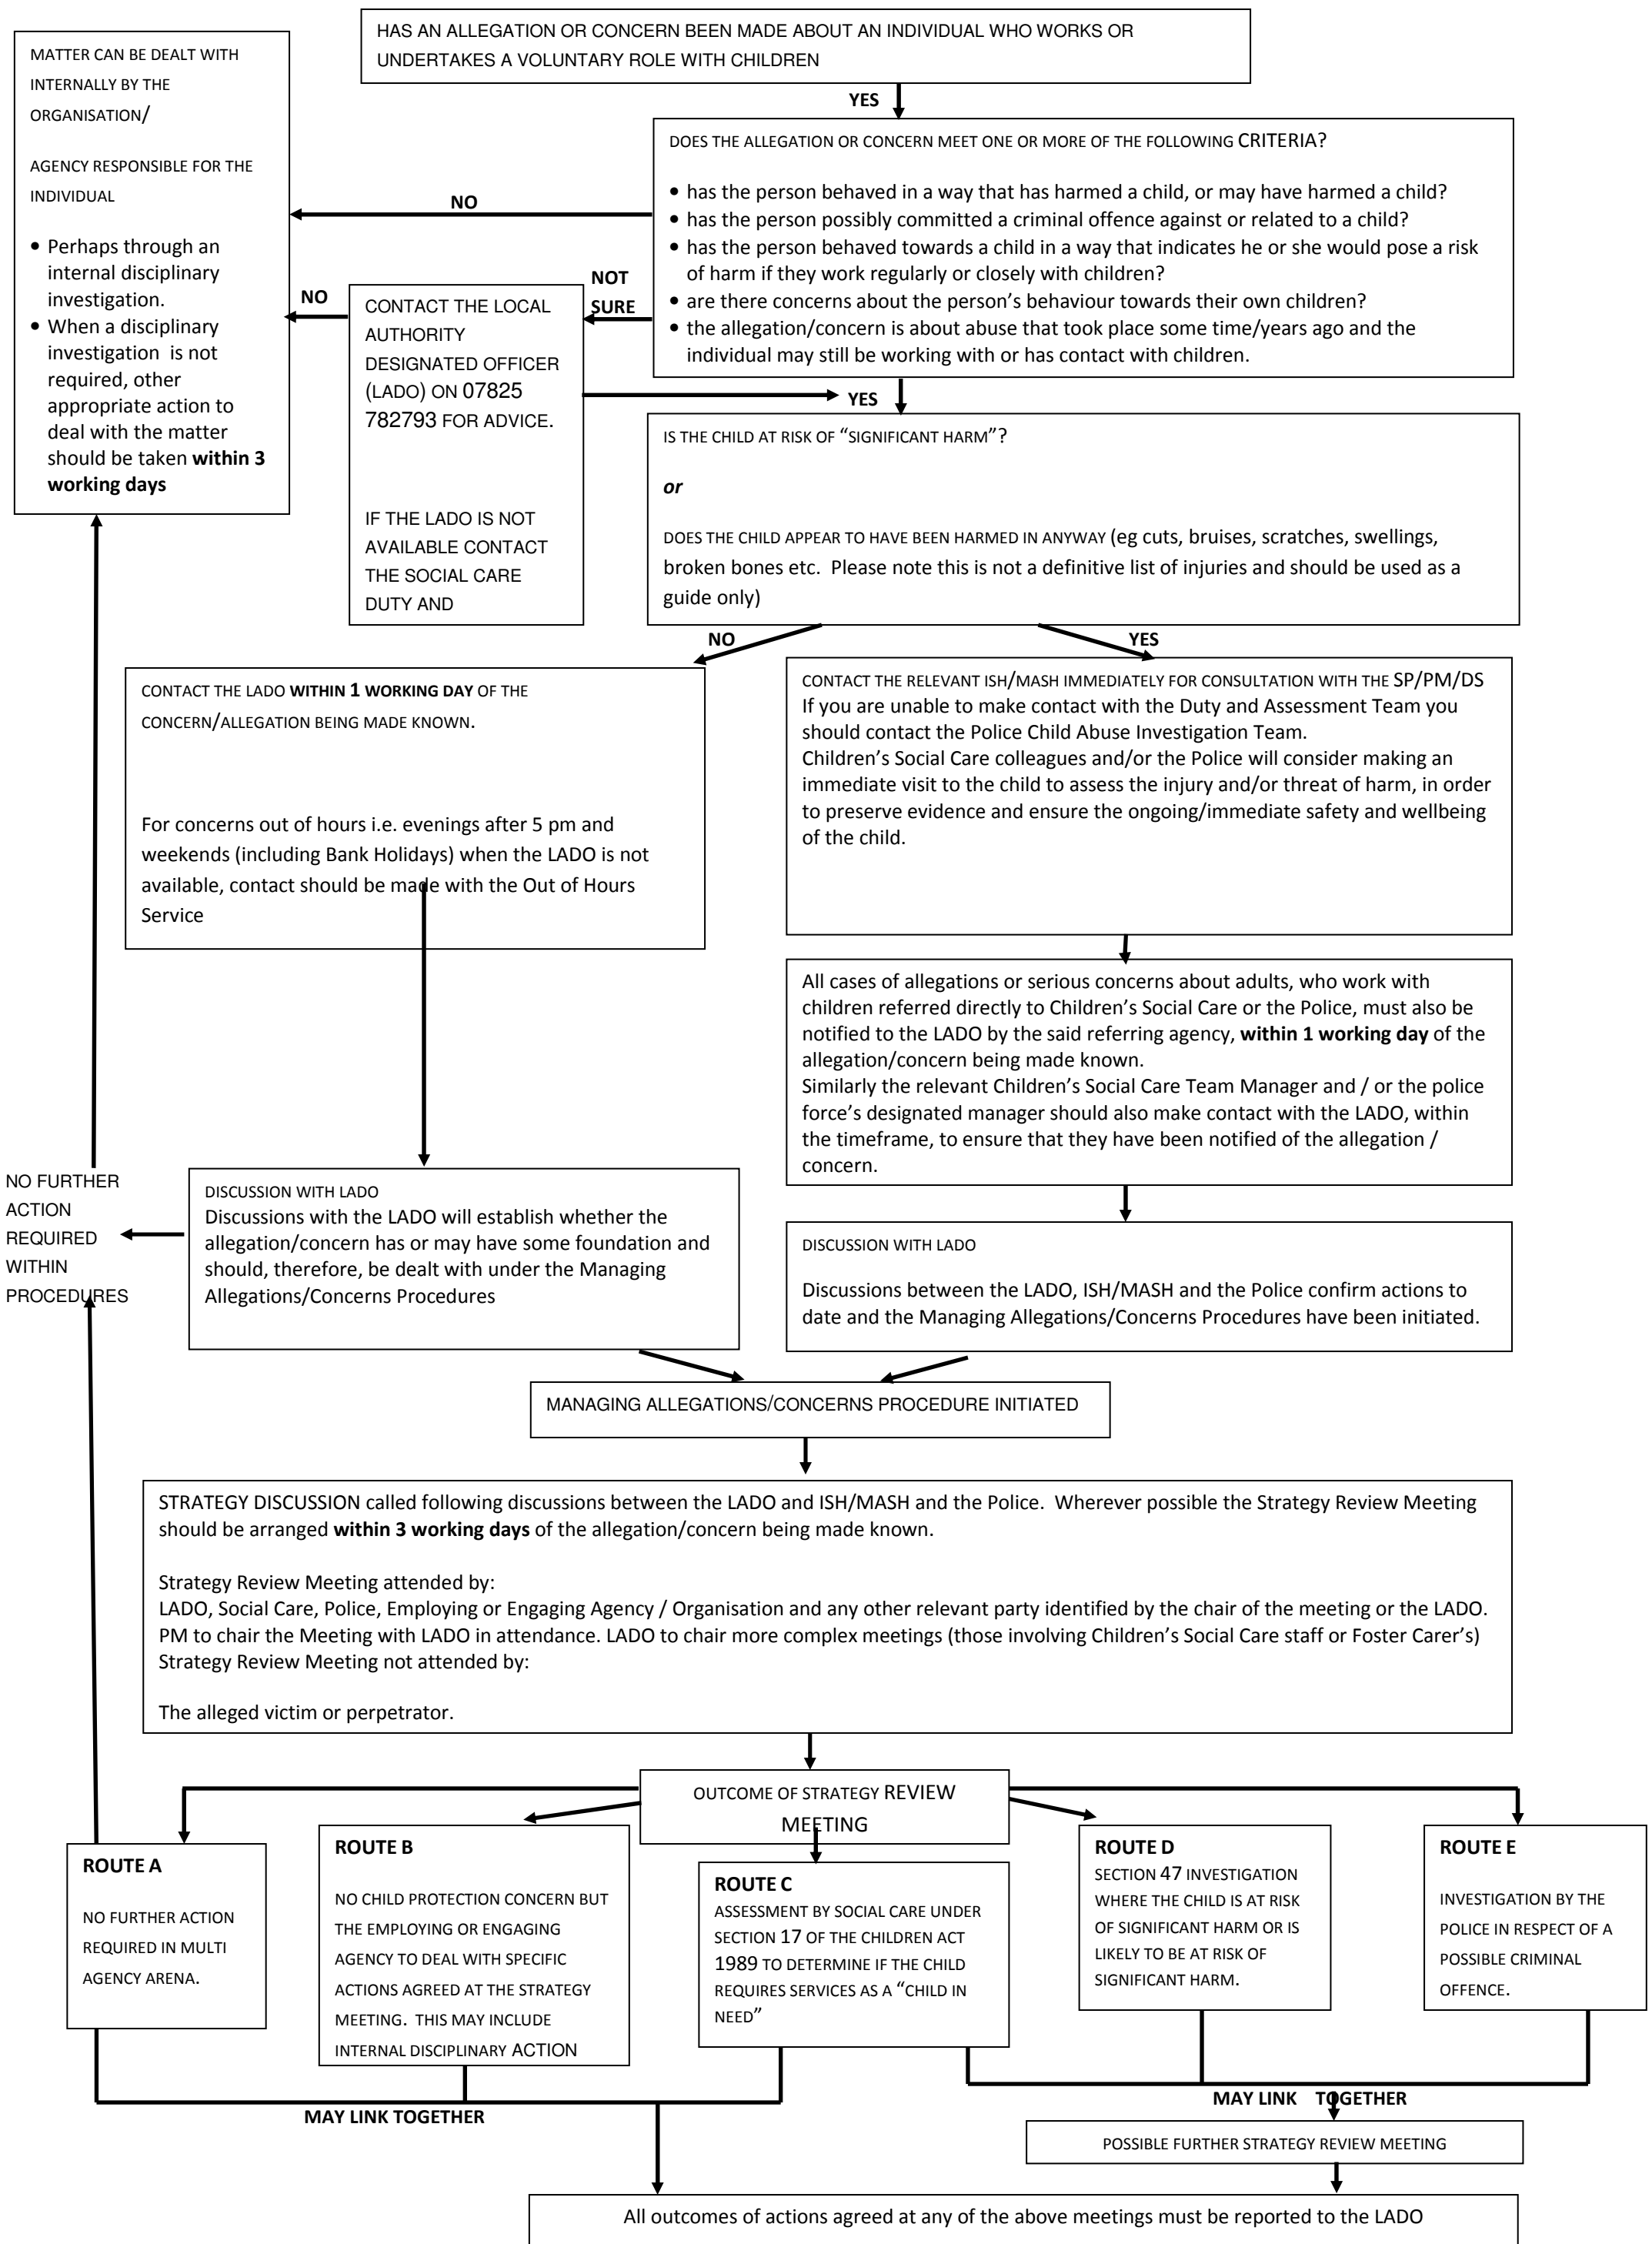 HAS AN ALLEGATION OR CONCERN BEEN MADE ABOUT AN INDIVIDUAL WHO WORKS OR
UNDERTAKES A VOLUNTARY ROLE WITH CHILDREN
YES
MATTER CAN BE DEALT WITH
INTERNALLY BY THE
ORGANISATION/
AGENCY RESPONSIBLE FOR THE
INDIVIDUAL
• Perhaps through an
internal disciplinary
investigation.
• When a disciplinary
investigation is not
required, other
appropriate action to
deal with the matter
should be taken within 3
working days
NO
DOES THE ALLEGATION OR CONCERN MEET ONE OR MORE OF THE FOLLOWING CRITERIA?
• has the person behaved in a way that has harmed a child, or may have harmed a child?
• has the person possibly committed a criminal offence against or related to a child?
• has the person behaved towards a child in a way that indicates he or she would pose a risk
of harm if they work regularly or closely with children?
• are there concerns about the person's behaviour towards their own children?
• the allegation/concern is about abuse that took place some time/years ago and the
individual may still be working with or has contact with children.
NOT
SURE
NO
CONTACT THE LOCAL
AUTHORITY
DESIGNATED OFFICER
(LADO) ON 07825
782793 FOR ADVICE.
IF THE LADO IS NOT
AVAILABLE CONTACT
THE SOCIAL CARE
DUTY AND
YES
IS THE CHILD AT RISK OF "SIGNIFICANT HARM"?
or
DOES THE CHILD APPEAR TO HAVE BEEN HARMED IN ANYWAY (eg cuts, bruises, scratches, swellings,
broken bones etc. Please note this is not a definitive list of injuries and should be used as a
guide only)
NO
YES
CONTACT THE LADO WITHIN 1 WORKING DAY OF THE
CONCERN/ALLEGATION BEING MADE KNOWN.
For concerns out of hours i.e. evenings after 5 pm and
weekends (including Bank Holidays) when the LADO is not
available, contact should be made with the Out of Hours
Service
CONTACT THE RELEVANT ISH/MASH IMMEDIATELY FOR CONSULTATION WITH THE SP/PM/DS
If you are unable to make contact with the Duty and Assessment Team you
should contact the Police Child Abuse Investigation Team.
Children's Social Care colleagues and/or the Police will consider making an
immediate visit to the child to assess the injury and/or threat of harm, in order
to preserve evidence and ensure the ongoing/immediate safety and wellbeing
of the child.
All cases of allegations or serious concerns about adults, who work with
children referred directly to Children's Social Care or the Police, must also be
notified to the LADO by the said referring agency, within 1 working day of the
allegation/concern being made known.
Similarly the relevant Children's Social Care Team Manager and / or the police
force's designated manager should also make contact with the LADO, within
the timeframe, to ensure that they have been notified of the allegation /
concern.
NO FURTHER
ACTION
REQUIRED
WITHIN
PROCEDURES
DISCUSSION WITH LADO
Discussions with the LADO will establish whether the
allegation/concern has or may have some foundation and
should, therefore, be dealt with under the Managing
Allegations/Concerns Procedures
DISCUSSION WITH LADO
Discussions between the LADO, ISH/MASH and the Police confirm actions to
date and the Managing Allegations/Concerns Procedures have been initiated.
MANAGING ALLEGATIONS/CONCERNS PROCEDURE INITIATED
STRATEGY DISCUSSION called following discussions between the LADO and ISH/MASH and the Police. Wherever possible the Strategy Review Meeting
should be arranged within 3 working days of the allegation/concern being made known.
Strategy Review Meeting attended by:
LADO, Social Care, Police, Employing or Engaging Agency / Organisation and any other relevant party identified by the chair of the meeting or the LADO.
PM to chair the Meeting with LADO in attendance. LADO to chair more complex meetings (those involving Children's Social Care staff or Foster Carer's)
Strategy Review Meeting not attended by:
The alleged victim or perpetrator.
OUTCOME OF STRATEGY REVIEW
MEETING
ROUTE A
NO FURTHER ACTION
REQUIRED IN MULTI
AGENCY ARENA.
ROUTE B
NO CHILD PROTECTION CONCERN BUT
THE EMPLOYING OR ENGAGING
AGENCY TO DEAL WITH SPECIFIC
ACTIONS AGREED AT THE STRATEGY
MEETING. THIS MAY INCLUDE
INTERNAL DISCIPLINARY ACTION
ROUTE C
ASSESSMENT BY SOCIAL CARE UNDER
SECTION 17 OF THE CHILDREN ACT
1989 TO DETERMINE IF THE CHILD
REQUIRES SERVICES AS A "CHILD IN
NEED"
ROUTE D
SECTION 47 INVESTIGATION
WHERE THE CHILD IS AT RISK
OF SIGNIFICANT HARM OR IS
LIKELY TO BE AT RISK OF
SIGNIFICANT HARM.
ROUTE E
INVESTIGATION BY THE
POLICE IN RESPECT OF A
POSSIBLE CRIMINAL
OFFENCE.
MAY LINK TOGETHER
MAY LINK TOGETHER
POSSIBLE FURTHER STRATEGY REVIEW MEETING
All outcomes of actions agreed at any of the above meetings must be reported to the LADO